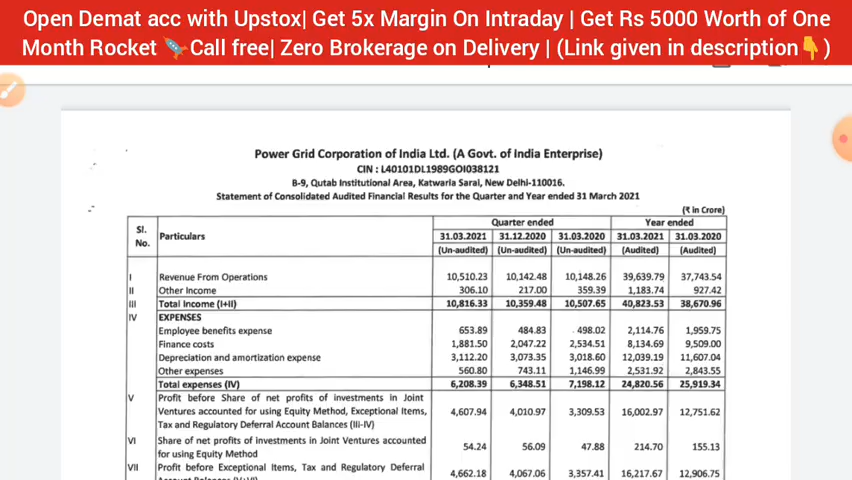 Open Demat acc with Upstox| Get 5x Margin On Intraday | Get Rs 5000 Worth of One
Month Rocket 🚀Call free| Zero Brokerage on Delivery | (Link given in description👇)
Power Grid Corporation of India Ltd. (A Govt. of India Enterprise)
CIN : L40101DL1989GOI038121
B-9, Qutab Institutional Area, Katwaria Sarai, New Delhi-110016.
Statement of Consolidated Audited Financial Results for the Quarter and Year ended 31 March 2021
(₹ in Crore)
Sl. No. Particulars Quarter ended Year ended
31.03.2021 31.12.2020 31.03.2020 31.03.2021 31.03.2020
(Un-audited) (Un-audited) (Un-audited) (Audited) (Audited)
I Revenue From Operations 10,510.23 10,142.48 10,148.26 39,639.79 37,743.54
II Other Income 306.10 217.00 359.39 1,183.74 927.42
III Total Income (I+II) 10,816.33 10,359.48 10,507.65 40,823.53 38,670.96
IV EXPENSES
Employee benefits expense 653.89 484.83 498.02 2,114.76 1,959.75
Finance costs 1,881.50 2,047.22 2,534.51 8,134.69 9,509.00
Depreciation and amortization expense 3,112.20 3,073.35 3,018.60 12,039.19 11,607.04
Other expenses 560.80 743.11 1,146.99 2,531.92 2,843.55
Total expenses (IV) 6,208.39 6,348.51 7,198.12 24,820.56 25,919.34
V Profit before Share of net profits of investments in Joint
Ventures accounted for using Equity Method, Exceptional Items, 4,607.94 4,010.97 3,309.53 16,002.97 12,751.62
Tax and Regulatory Deferral Account Balances (III-IV)
VI Share of net profits of investments in Joint Ventures accounted
for using Equity Method 54.24 56.09 47.88 214.70 155.13
VII Profit before Exceptional Items, Tax and Regulatory Deferral
4,662.18 4,067.06 3,357.41 16,217.67 12,906.75